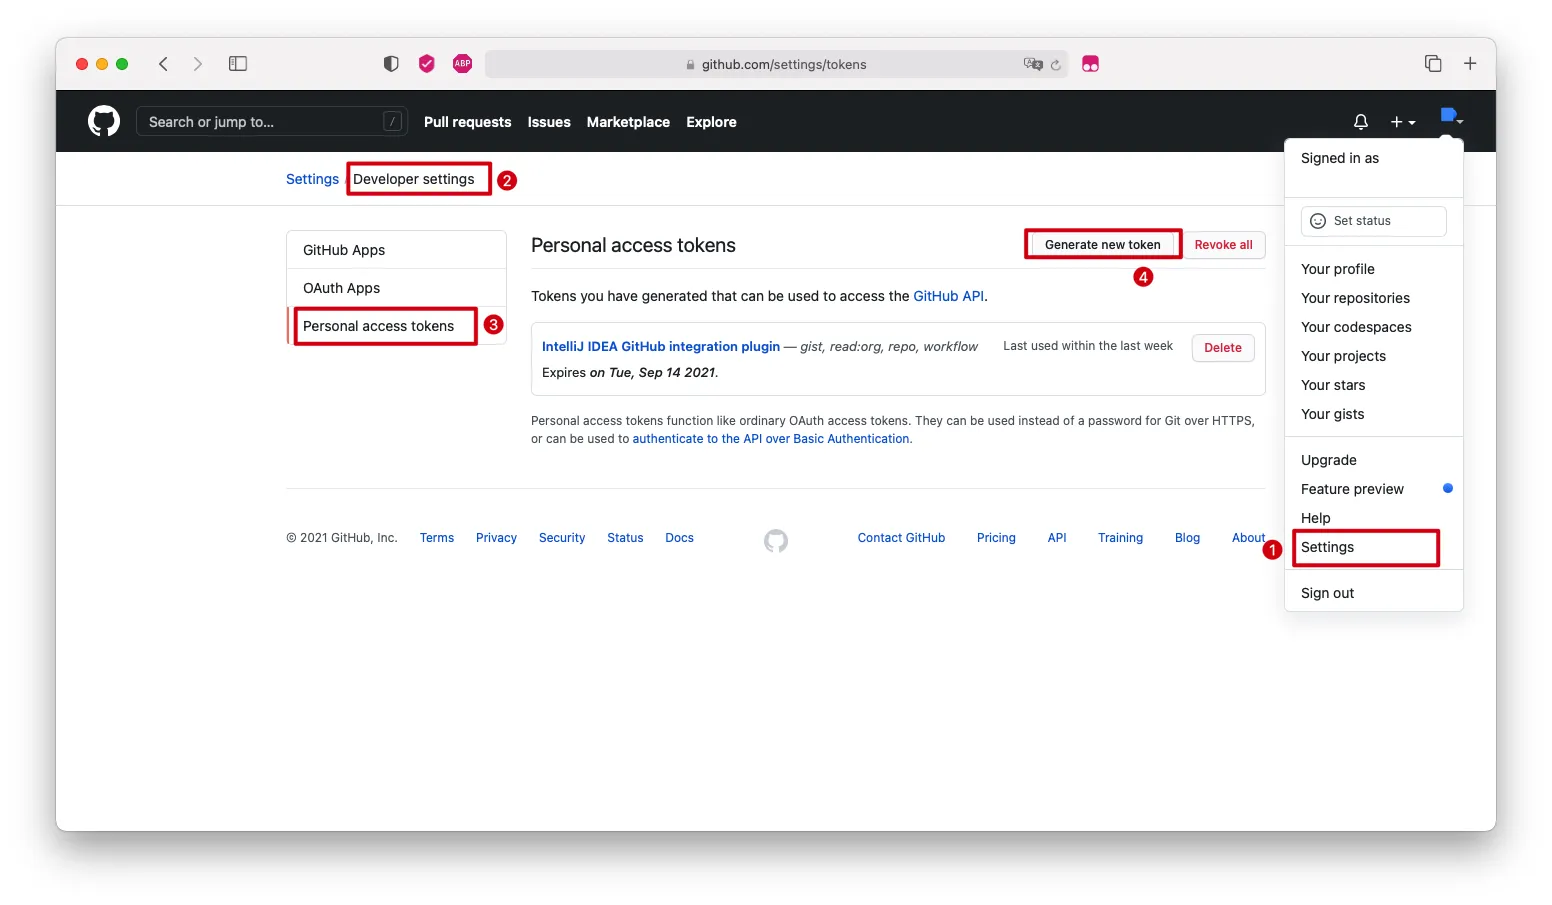 ABP
github.com/settings/tokens
Search or jump to...
/
Pull requests
Issues
Marketplace
Explore
Signed in as
Settings / Developer settings
2
Set status
GitHub Apps
OAuth Apps
Personal access tokens
3
Personal access tokens
Generate new token
Revoke all
4
Tokens you have generated that can be used to access the GitHub API.
IntelliJ IDEA GitHub integration plugin — gist, read:org, repo, workflow
Last used within the last week
Delete
Expires on Tue, Sep 14 2021.
Personal access tokens function like ordinary OAuth access tokens. They can be used instead of a password for Git over HTTPS,
or can be used to authenticate to the API over Basic Authentication.
Your profile
Your repositories
Your codespaces
Your projects
Your stars
Your gists
Upgrade
Feature preview
Help
1
Settings
Sign out
© 2021 GitHub, Inc.
Terms
Privacy
Security
Status
Docs
Contact GitHub
Pricing
API
Training
Blog
About